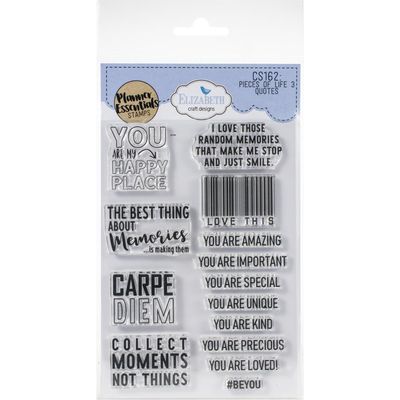 Planner
Essentials
STAMPS
ELIZABETH
craft designs
CS162:
PIECES OF LIFE 3
QUOTES
YOU
ARE MY
HAPPY
PLACE
THE BEST THING
ABOUT
Memories
...is making them
CARPE
DIEM
COLLECT
MOMENTS
NOT THINGS
I LOVE THOSE
RANDOM MEMORIES
THAT MAKE ME STOP
AND JUST SMILE.
LOVE THIS
YOU ARE AMAZING
YOU ARE IMPORTANT
YOU ARE SPECIAL
YOU ARE UNIQUE
YOU ARE KIND
YOU ARE PRECIOUS
YOU ARE LOVED!
#BEYOU